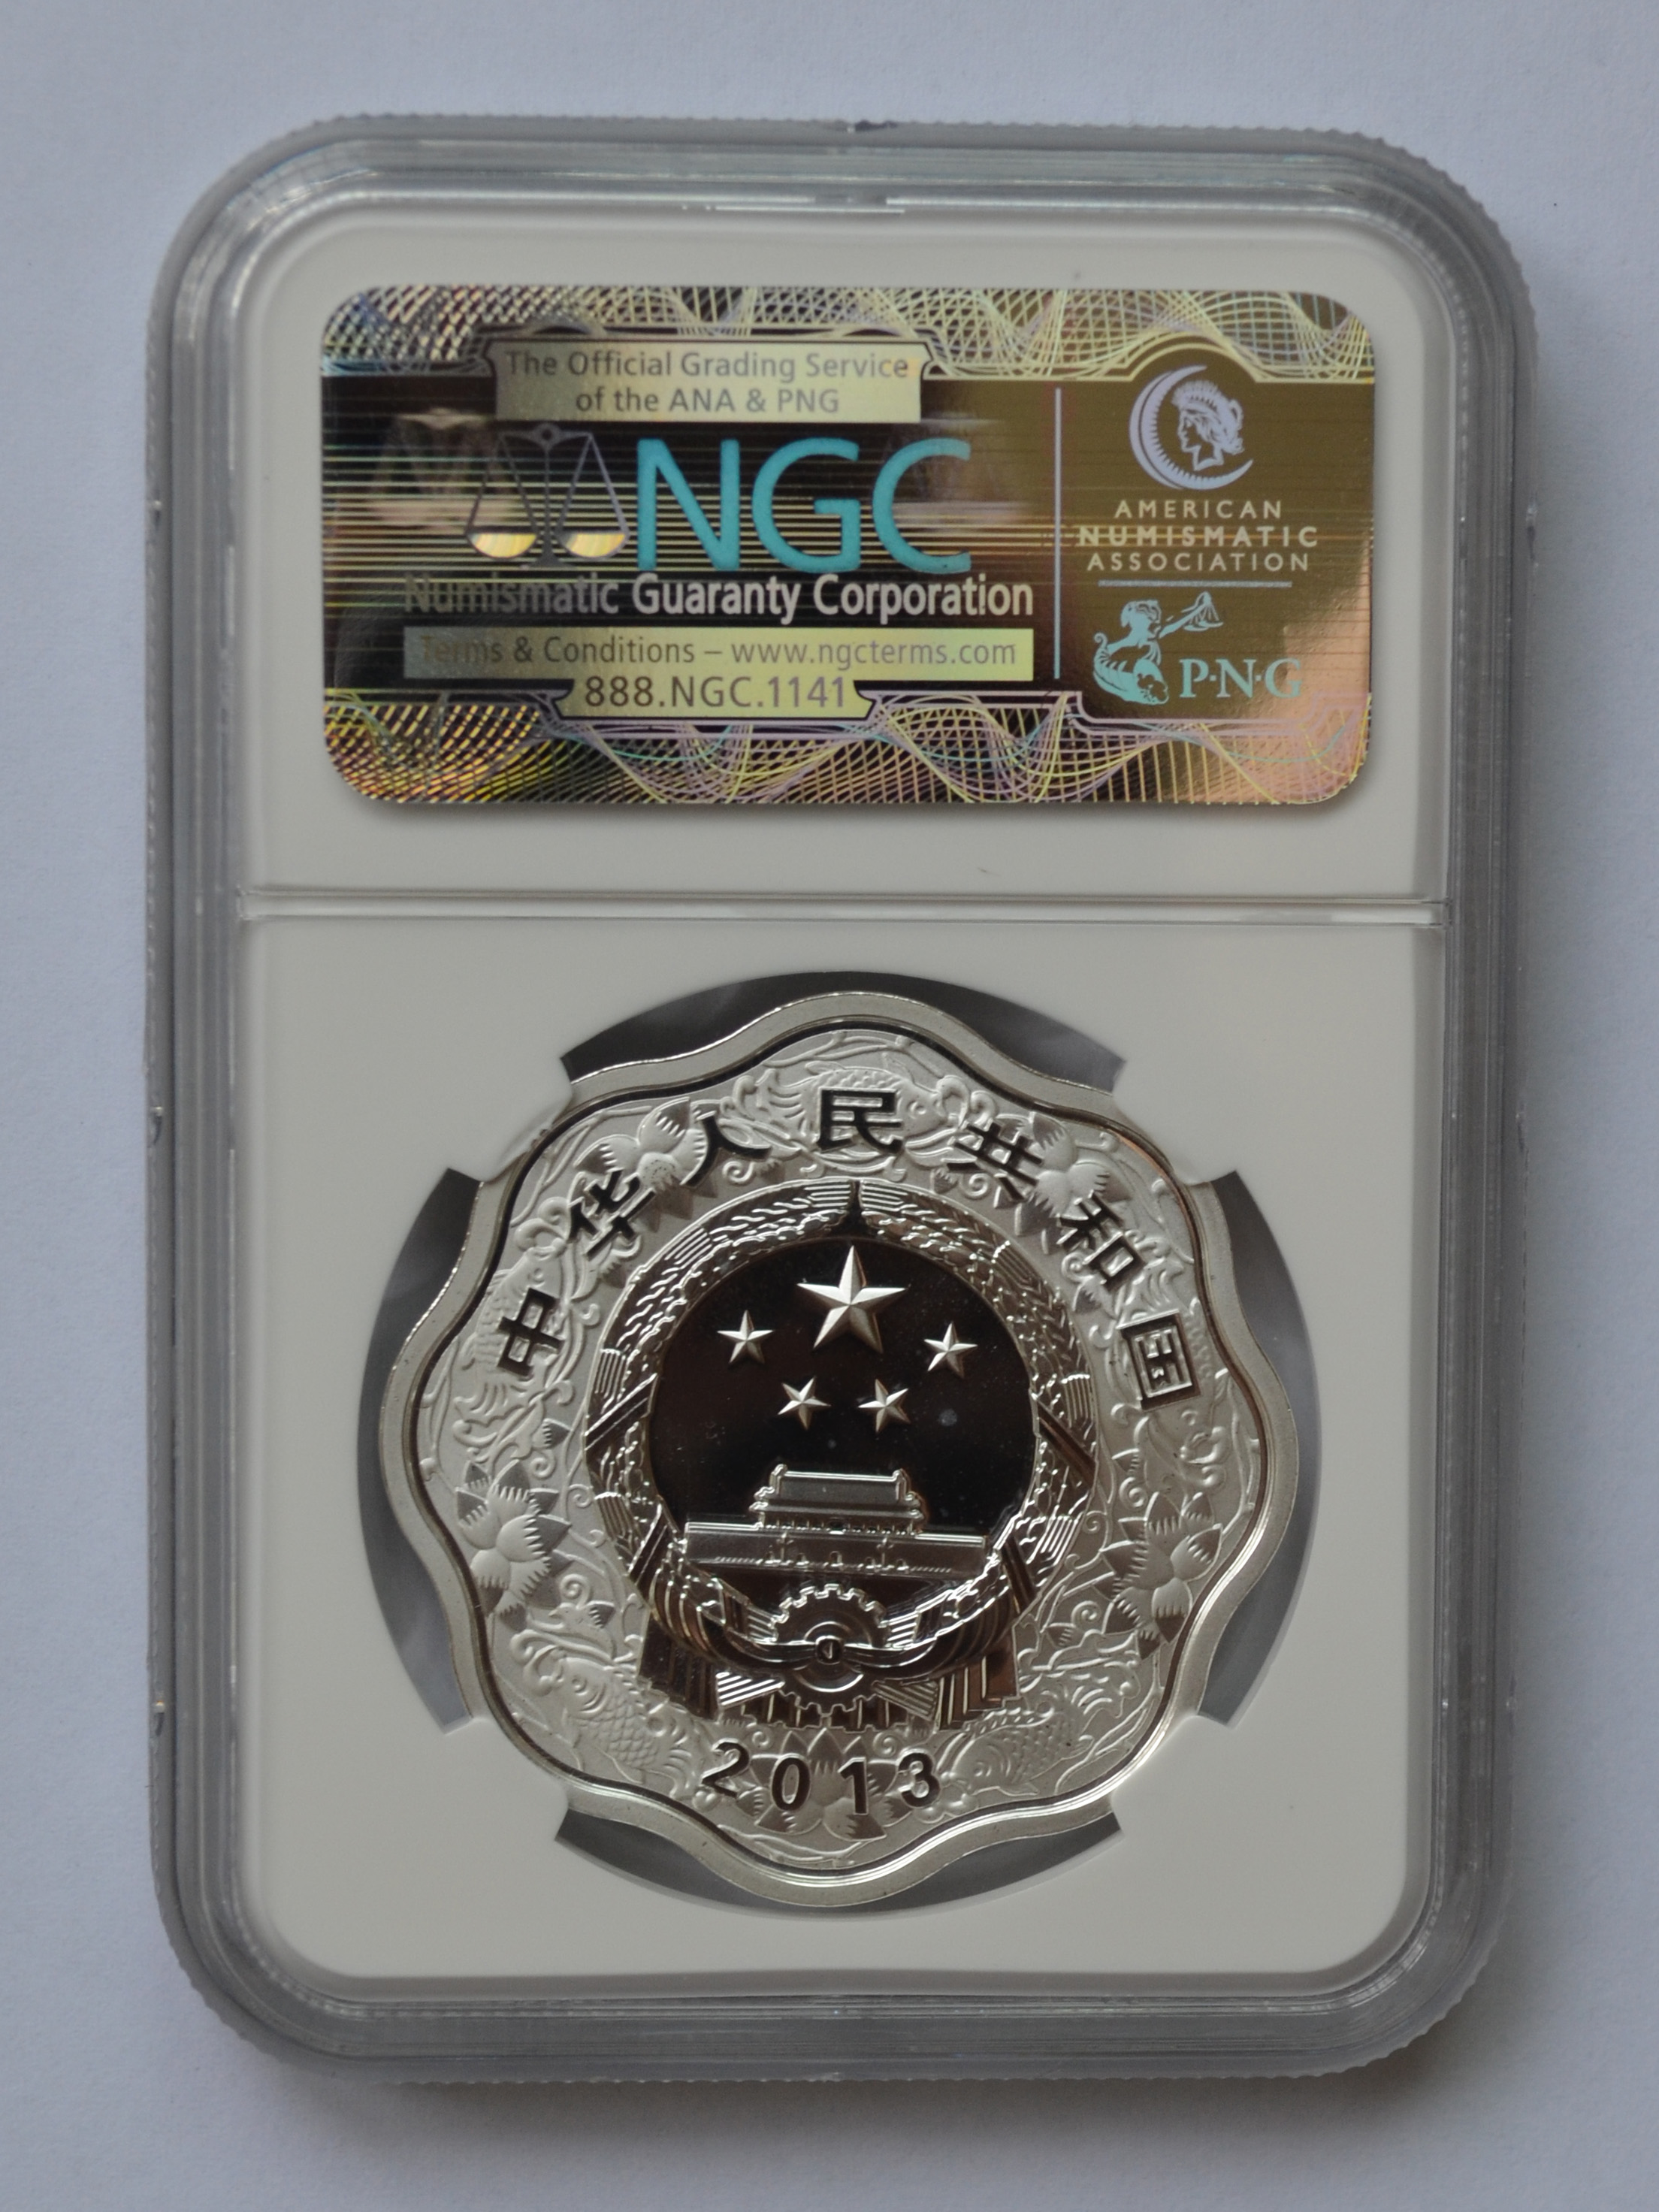 The Official Grading Service
of the ANA & PNG
NGC
Numismatic Guaranty Corporation
Terms & Conditions – www.ngcterms.com
888.NGC.1141
AMERICAN
NUMISMATIC
ASSOCIATION
P·N·G
中华人民共和国
2013